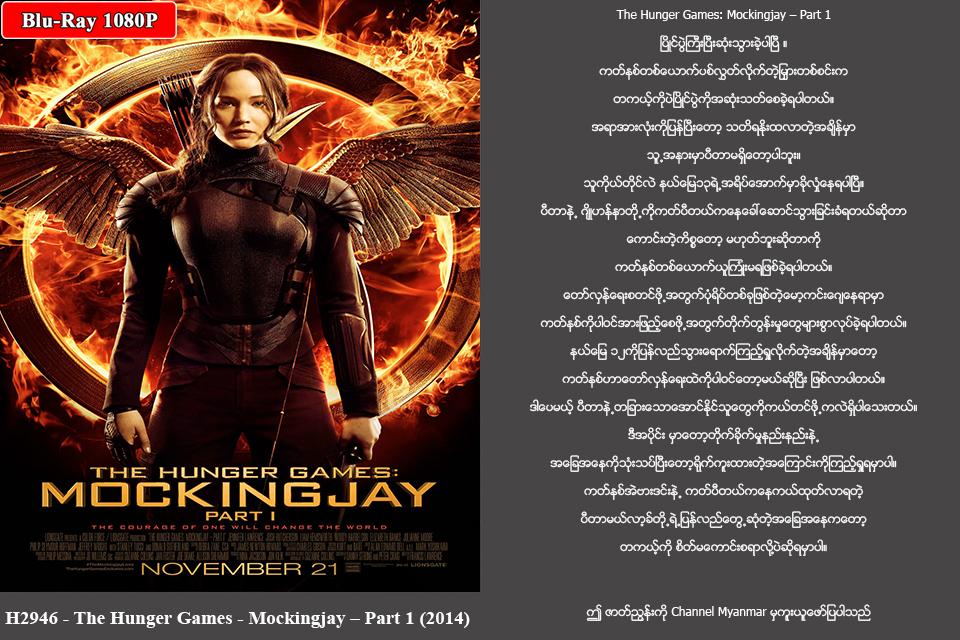 Blu-Ray 1080P
THE HUNGER GAMES:
MOCKINGJAY
PART I
THE COURAGE OF ONE WILL CHANGE THE WORLD
NOVEMBER 21
LIONSGATE
H2946 - The Hunger Games - Mockingjay – Part 1 (2014)
The Hunger Games: Mockingjay – Part 1
ပြိုင်ပွဲကြီးပြီးဆုံးသွားခဲ့ပါပြီ ။
ကတ်နစ်တစ်ယောက်ပစ်လွှတ်လိုက်တဲ့မြှားတစ်စင်းက
တကယ့်ကိုပဲပြိုင်ပွဲကိုအဆုံးသတ်စေခဲ့ရပါတယ်။
အရာအားလုံးကိုပြန်ပြီးတော့ သတိရနိုးထလာတဲ့အချိန်မှာ
သူ့အနားမှာပီတာမရှိတော့ပါဘူး။
သူကိုယ်တိုင်လဲ နယ်မြေ၁၃ရဲ့အရိပ်အောက်မှာခိုလှုံနေရပါပြီ။
ပီတာနဲ့ ဂျိုဟန်နာတို့ကိုကတ်ပီတယ်ကနေခေါ်ဆောင်သွားခြင်းခံရတယ်ဆိုတာ
ကောင်းတဲ့ကိစ္စတော့ မဟုတ်ဘူးဆိုတာကို
ကတ်နစ်တစ်ယောက်ယူကြုံးမရဖြစ်ခဲ့ရပါတယ်။
တော်လှန်ရေးစတင်ဖို့အတွက်ပုံရိပ်တစ်ခုဖြစ်တဲ့မော့ကင်းဂျေနေရာမှာ
ကတ်နစ်ကိုပါဝင်အားဖြည့်စေဖို့အတွက်တိုက်တွန်းမှုတွေများစွာလုပ်ခဲ့ရပါတယ်။
နယ်မြေ ၁၂ကိုပြန်လည်သွားရောက်ကြည့်ရှုလိုက်တဲ့အချိန်မှာတော့
ကတ်နစ်ဟာတော်လှန်ရေးထဲကိုပါဝင်တော့မယ်ဆိုပြီး ဖြစ်လာပါတယ်။
ဒါပေမယ့် ပီတာနဲ့တခြားသောအောင်နိုင်သူတွေကိုကယ်တင်ဖို့ကလဲရှိပါသေးတယ်။
ဒီအပိုင်း မှာတော့တိုက်ခိုက်မှုနည်းနည်းနဲ့
အခြေအနေကိုသုံးသပ်ပြီးတော့ရိုက်ကူးထားတဲ့အကြောင်းကိုကြည့်ရှုရမှာပါ။
ကတ်နစ်အဲဗားဒင်းနဲ့ ကတ်ပီတယ်ကနေကယ်ထုတ်လာရတဲ့
ပီတာမယ်လာ့ခ်တို့ရဲ့ပြန်လည်တွေ့ဆုံတဲ့အခြေအနေကတော့
တကယ့်ကို စိတ်မကောင်းစရာလို့ပဲဆိုရမှာပါ။
ဤ ဇာတ်ညွှန်းကို Channel Myanmar မှကူးယူဖော်ပြပါသည်